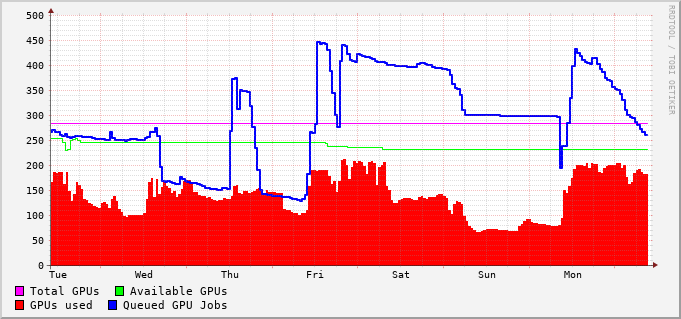 500
450
400
350
300
250
200
150
100
50
0
Tue Wed Thu Fri Sat Sun Mon
Total GPUs Available GPUs
GPUs used Queued GPU Jobs
RRDTOOL / TOBI OETIKER